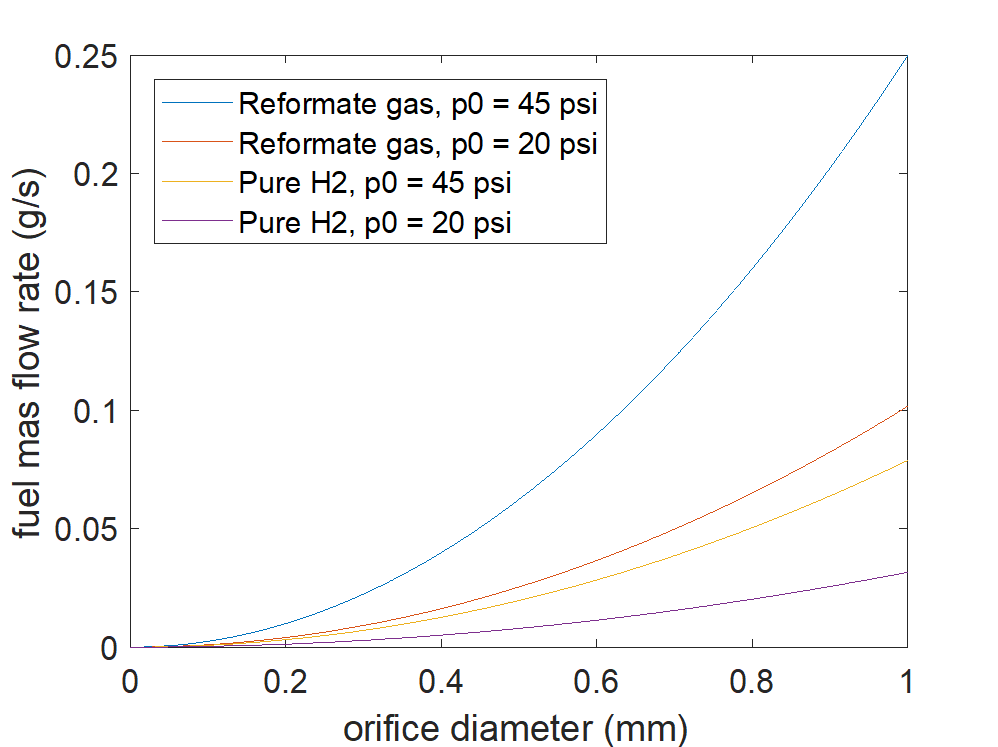 0.25
0.2
0.15
0.1
0.05
0
fuel mas flow rate (g/s)
Reformate gas, p0 = 45 psi
Reformate gas, p0 = 20 psi
Pure H2, p0 = 45 psi
Pure H2, p0 = 20 psi
0 0.2 0.4 0.6 0.8 1
orifice diameter (mm)